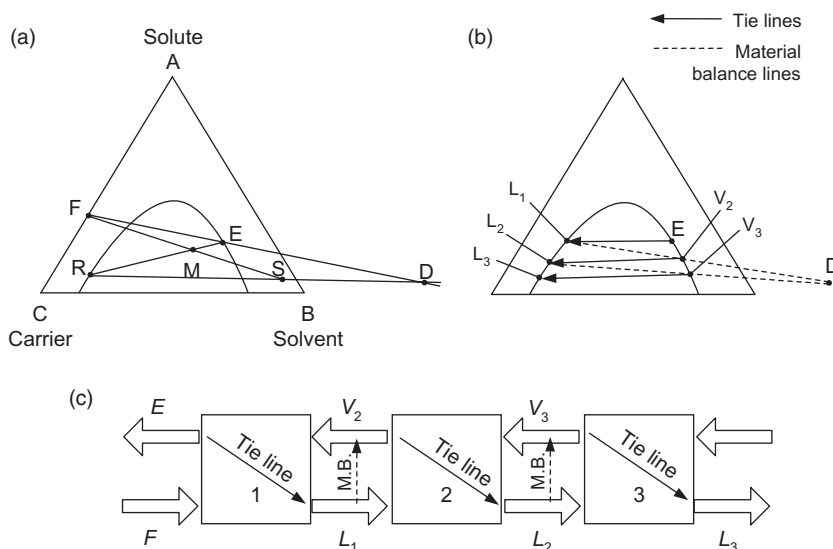 (a)
Solute
A
F
E
R
M
S
D
C
B
Carrier
Solvent
(b)
Tie lines
Material
balance lines
L1
L2
L3
E
V2
V3
D
(c)
E
V2
V3
Tie line
1
M.B.
Tie line
2
M.B.
Tie line
3
F
L1
L2
L3